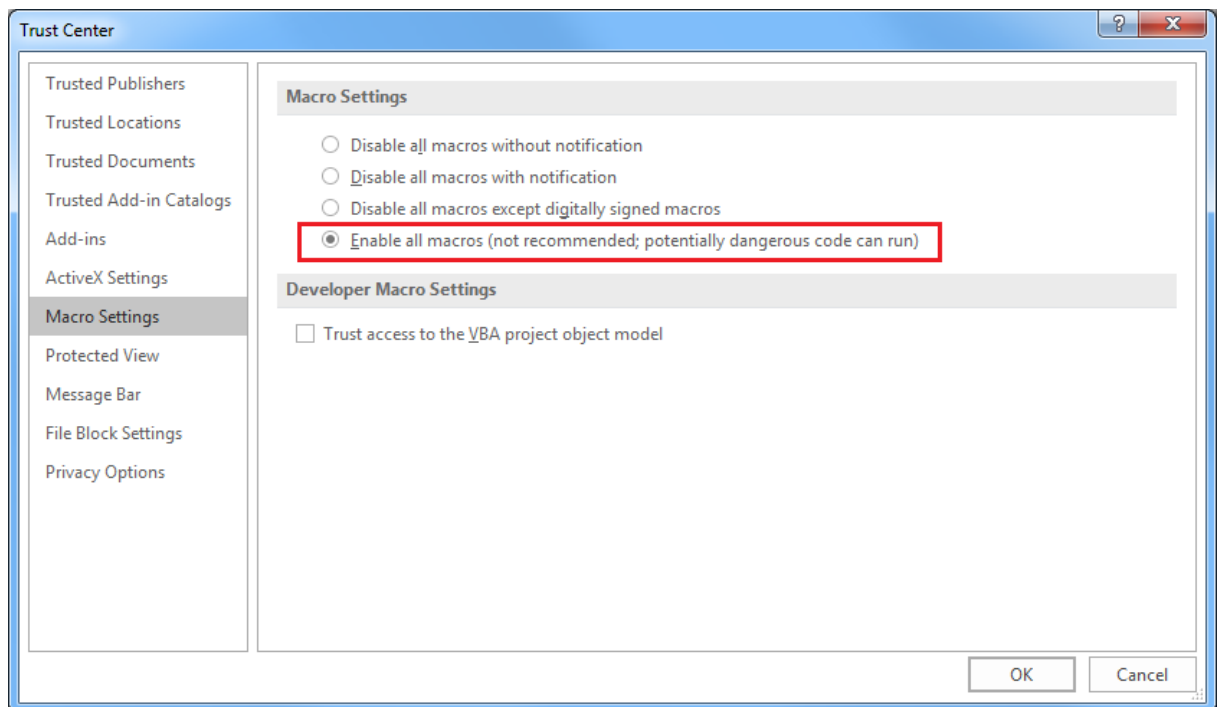 Trust Center
Trusted Publishers
Trusted Locations
Trusted Documents
Trusted Add-in Catalogs
Add-ins
ActiveX Settings
Macro Settings
Protected View
Message Bar
File Block Settings
Privacy Options
Macro Settings
Disable all macros without notification
Disable all macros with notification
Disable all macros except digitally signed macros
Enable all macros (not recommended; potentially dangerous code can run)
Developer Macro Settings
Trust access to the VBA project object model
OK
Cancel